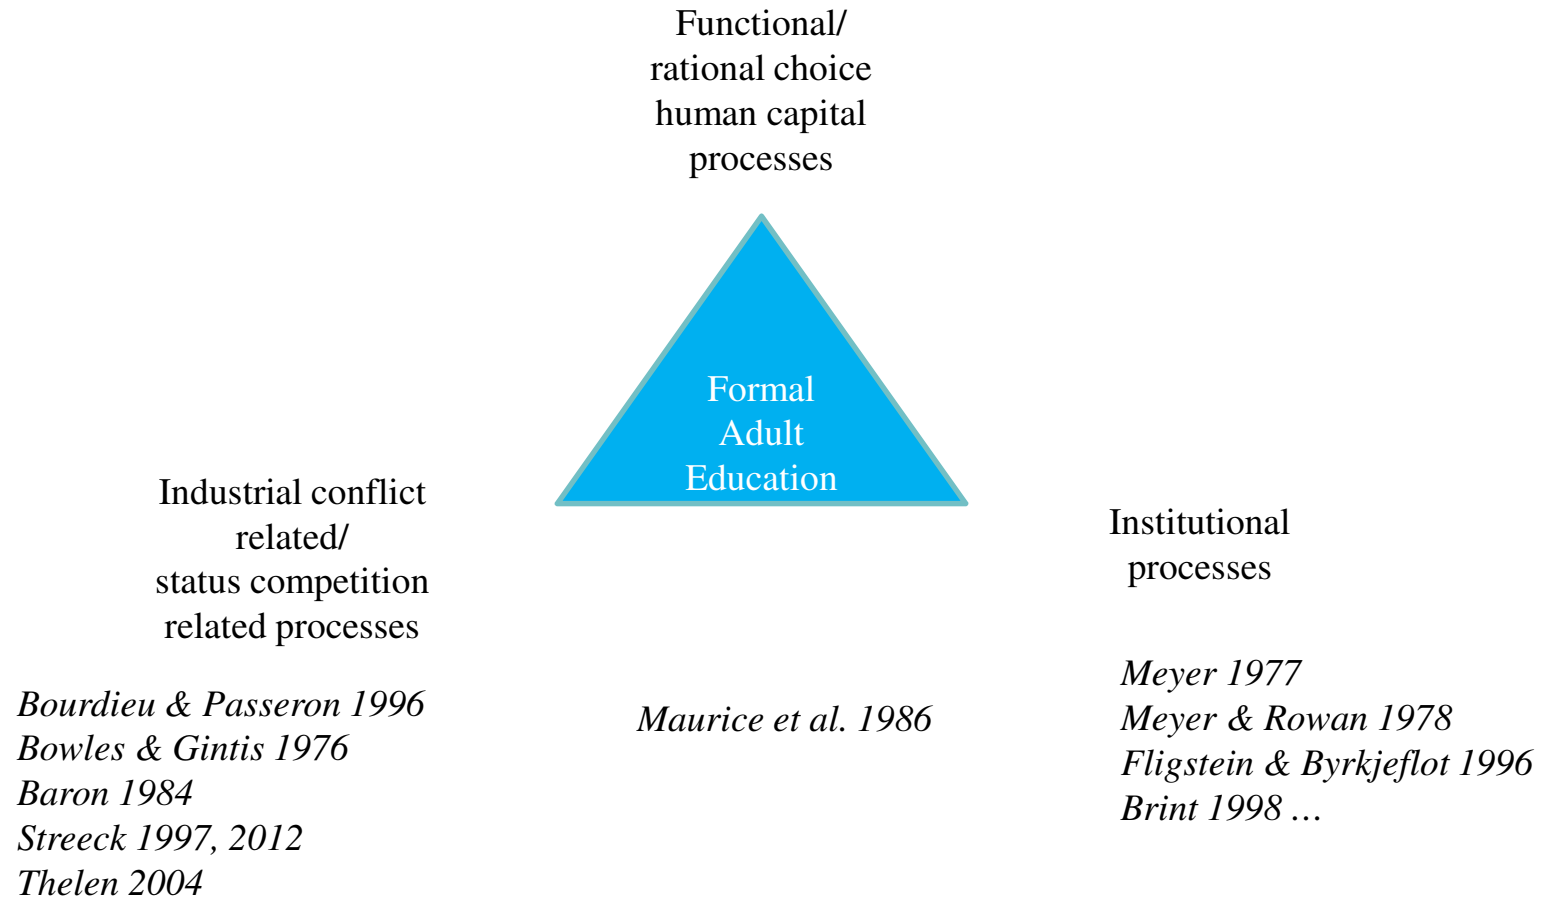 Functional/
rational choice
human capital
processes
Formal
Adult
Education
Industrial conflict
related/
status competition
related processes
Institutional
processes
Bourdieu & Passeron 1996
Bowles & Gintis 1976
Baron 1984
Streeck 1997, 2012
Thelen 2004
Maurice et al. 1986
Meyer 1977
Meyer & Rowan 1978
Fligstein & Byrkjeflot 1996
Brint 1998 …